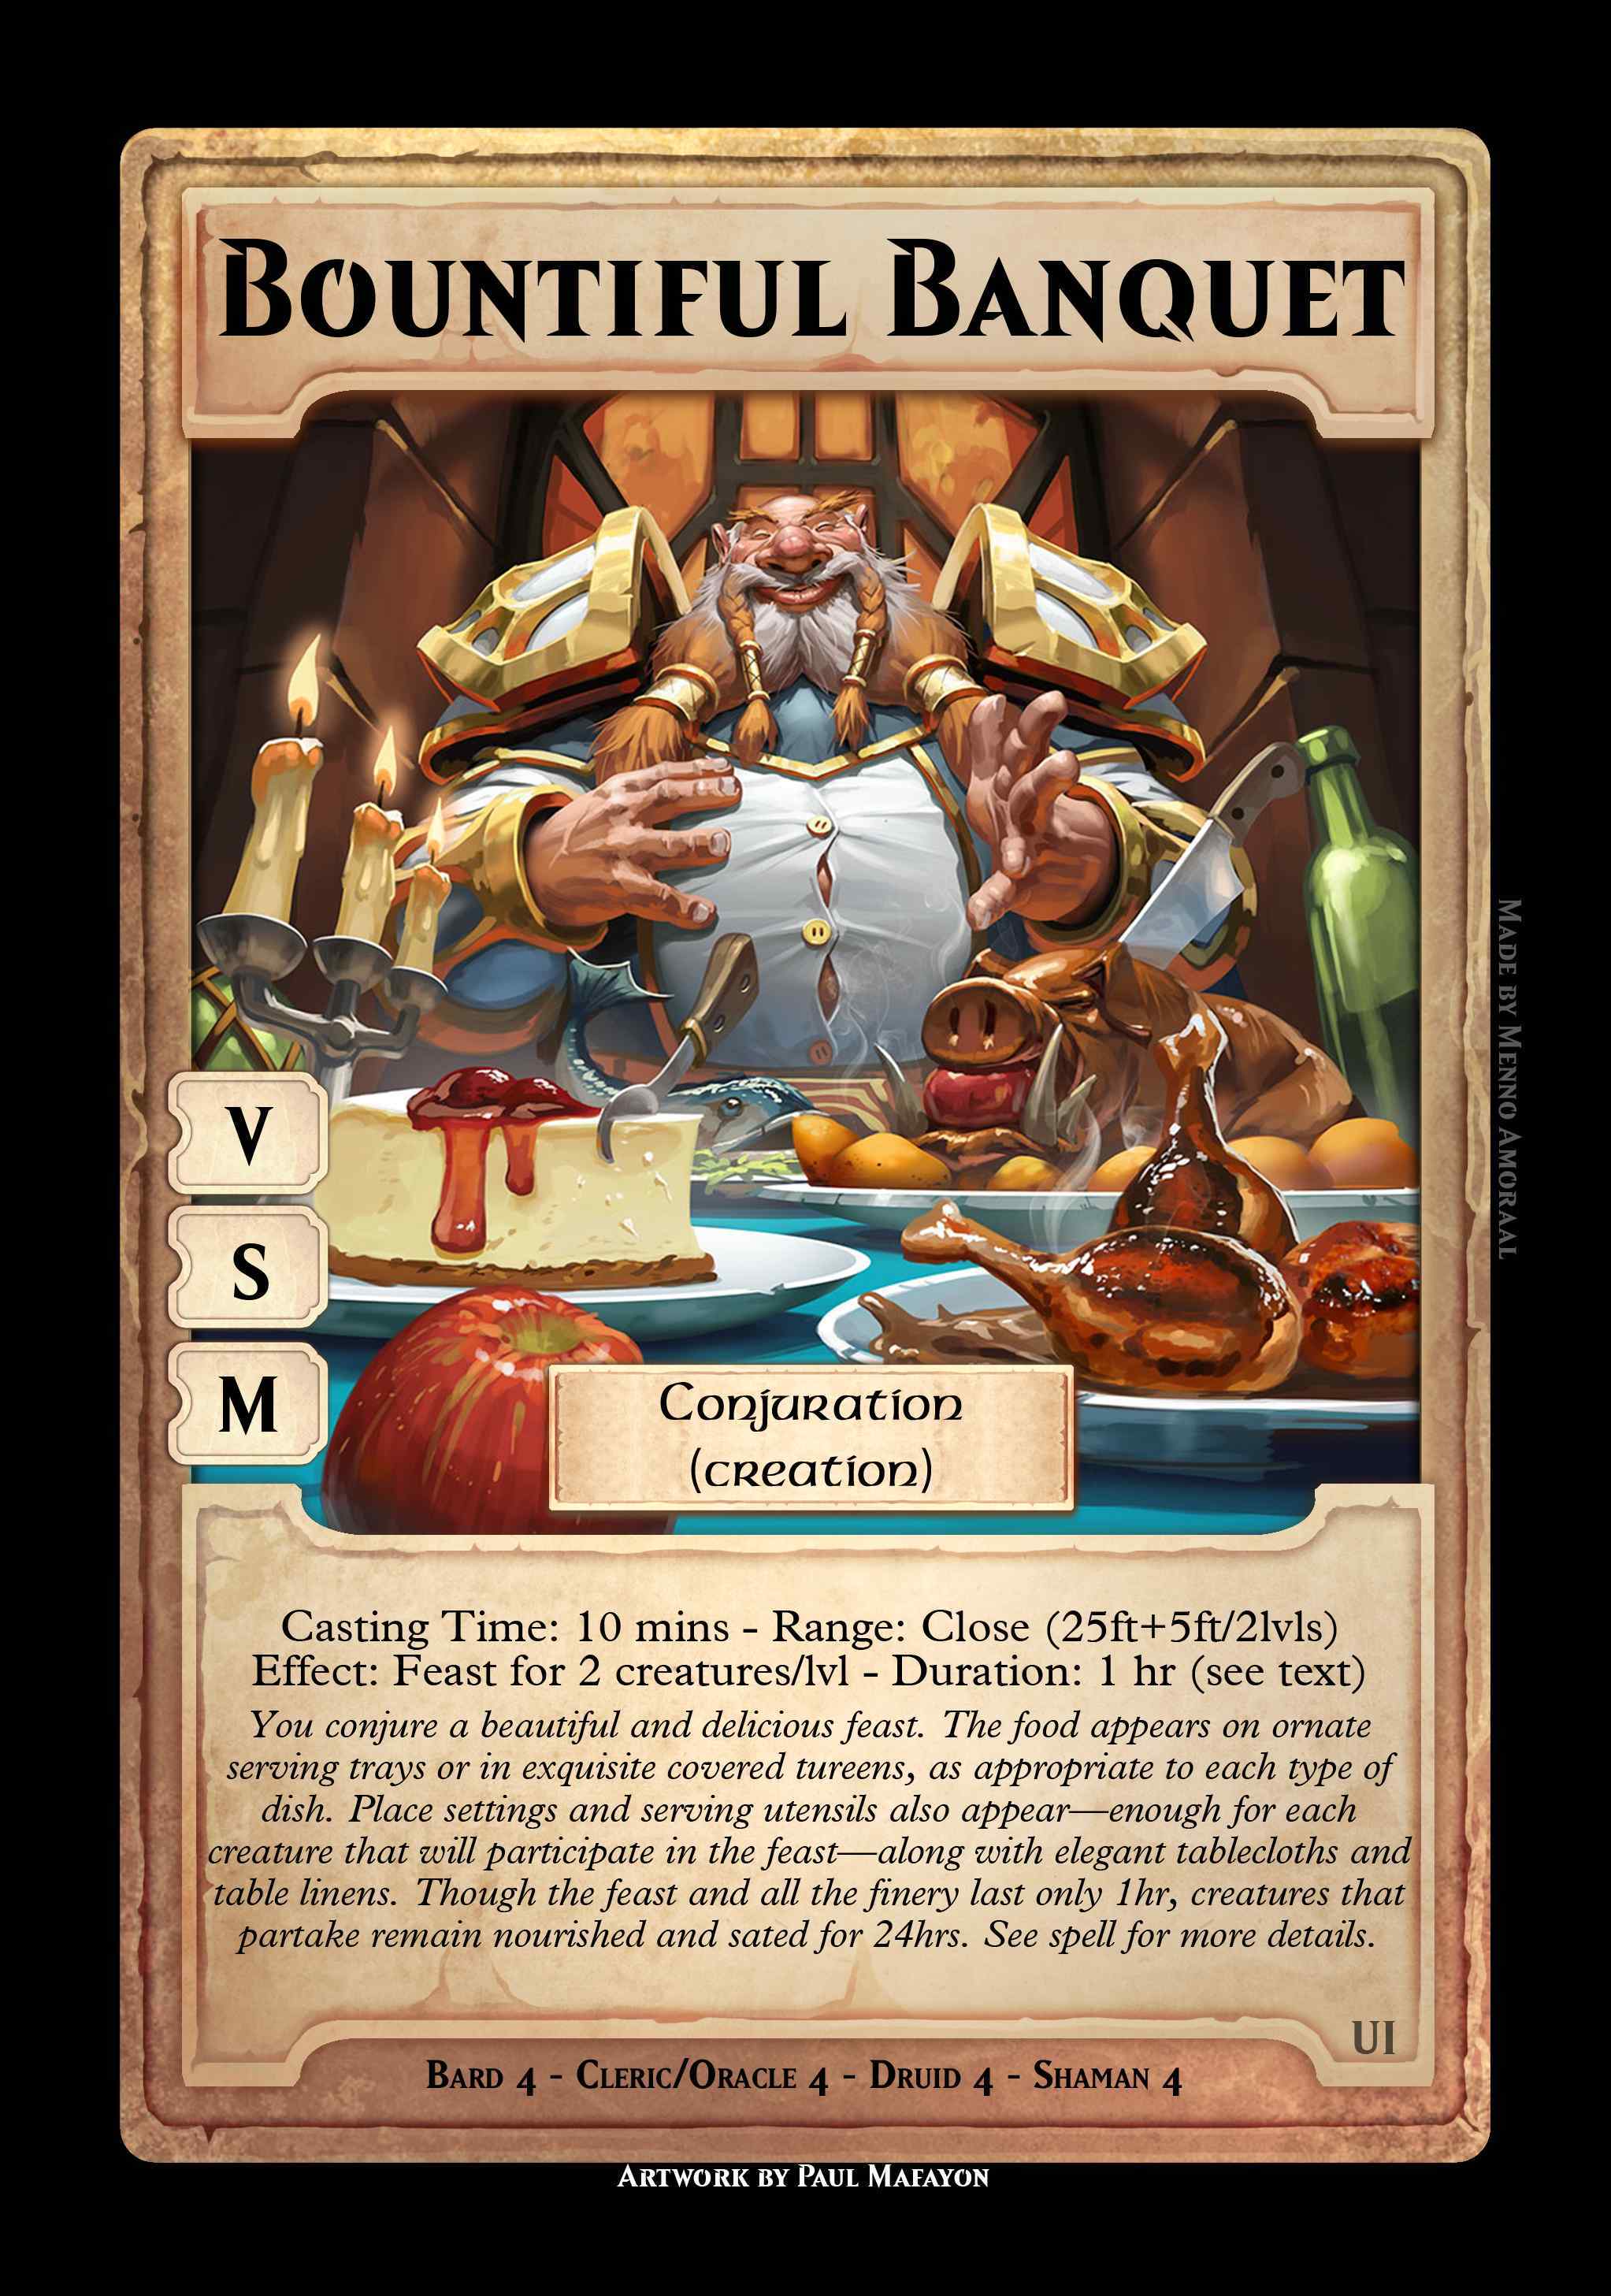 Bountiful Banquet
Made by Menno Amoraal
V
S
M
Conjuration
(creation)
Casting Time: 10 mins - Range: Close (25ft+5ft/2lvls)
Effect: Feast for 2 creatures/lvl - Duration: 1 hr (see text)
You conjure a beautiful and delicious feast. The food appears on ornate
serving trays or in exquisite covered tureens, as appropriate to each type of
dish. Place settings and serving utensils also appear—enough for each
creature that will participate in the feast—along with elegant tablecloths and
table linens. Though the feast and all the finery last only 1hr, creatures that
partake remain nourished and sated for 24hrs. See spell for more details.
UI
Bard 4 - Cleric/Oracle 4 - Druid 4 - Shaman 4
Artwork by Paul Mafayon